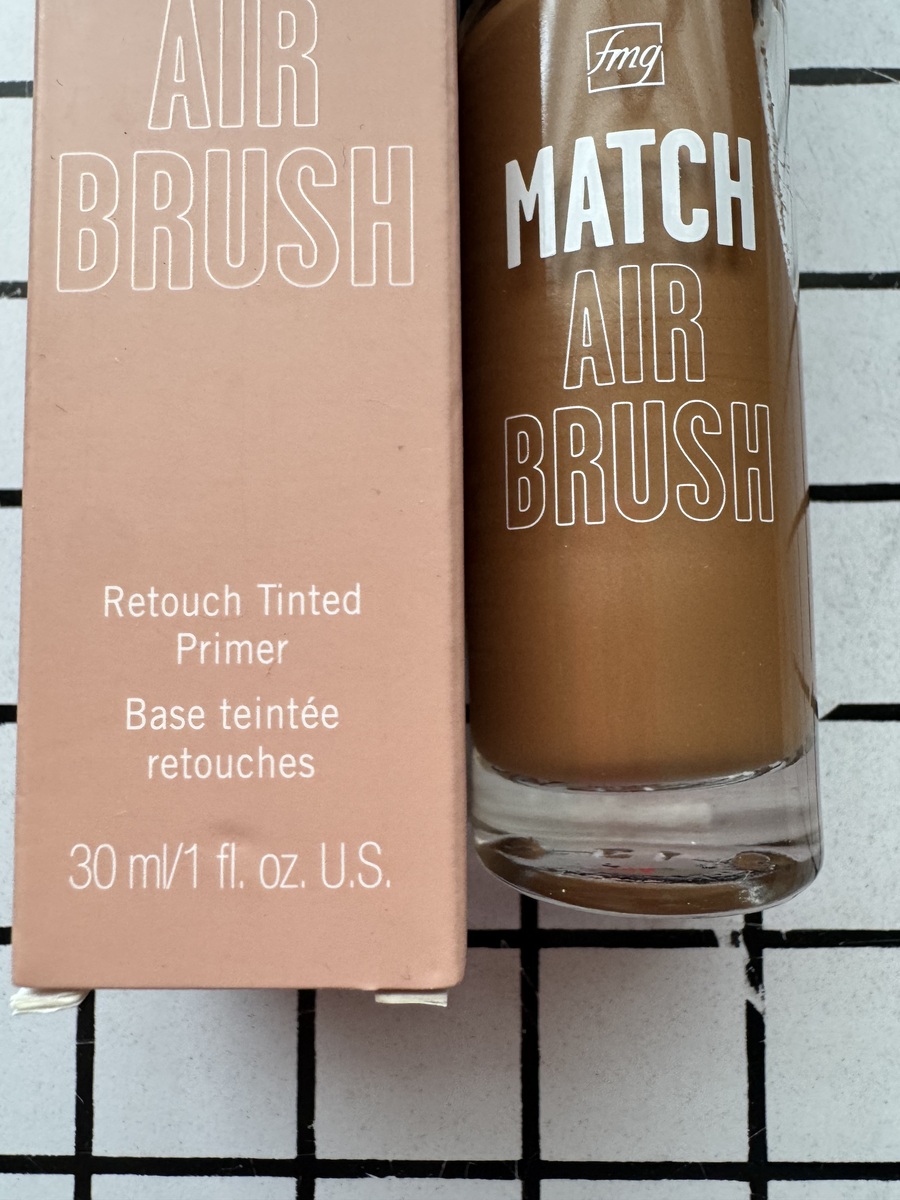 AIR
BRUSH
Retouch Tinted
Primer
Base teintée
retouches
30 ml/1 fl. oz. U.S.
fmg
MATCH
AIR
BRUSH